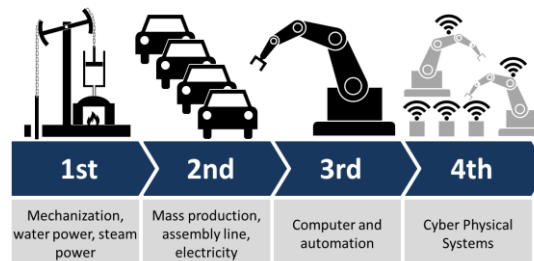 1st
2nd
3rd
4th
Mechanization,
water power, steam
power
Mass production,
assembly line,
electricity
Computer and
automation
Cyber Physical
Systems